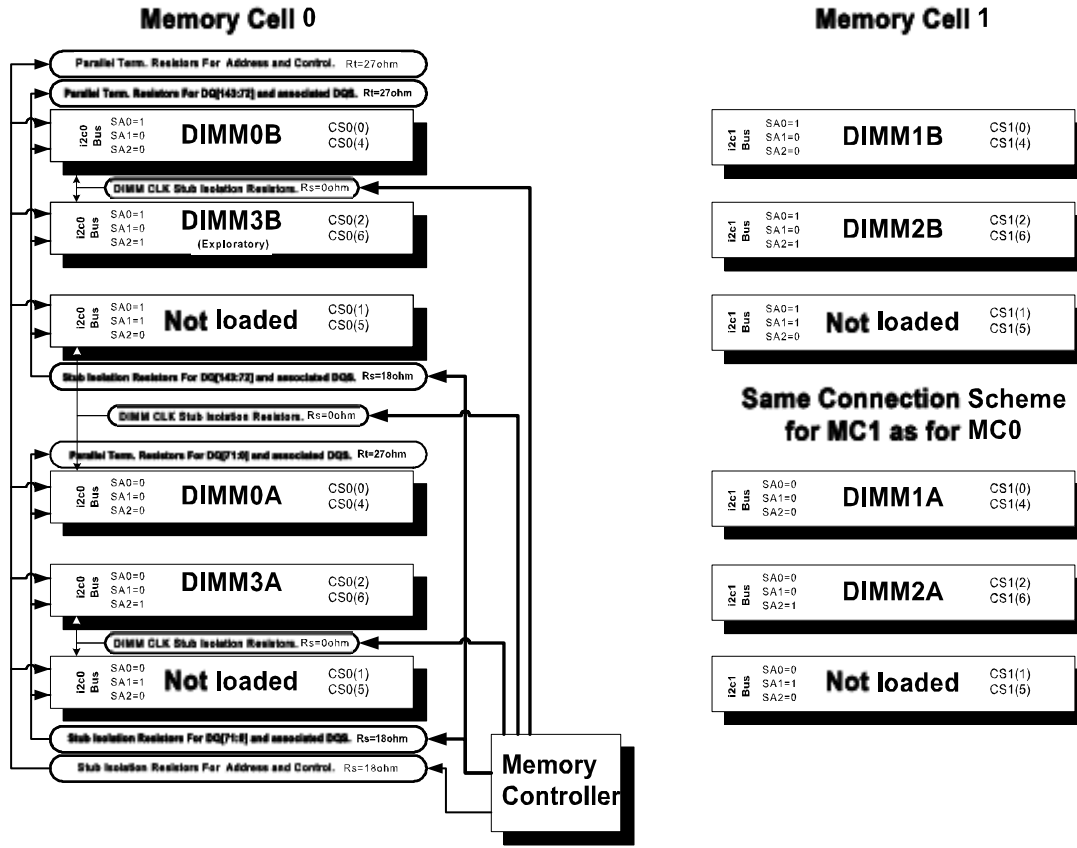 Memory Cell 0
Parallel Term. Resistors For Address and Control. Rt=27ohm
Parallel Term. Resistors For DQ[143:72] and associated DQS. Rt=27ohm
i2c0 Bus
SA0=1
SA1=0
SA2=0
DIMM0B
CS0(0)
CS0(4)
DIMM CLK Stub Isolation Resistors. Rs=0ohm
i2c0 Bus
SA0=1
SA1=0
SA2=1
DIMM3B
(Exploratory)
CS0(2)
CS0(6)
i2c0 Bus
SA0=1
SA1=1
SA2=0
Not loaded
CS0(1)
CS0(5)
Stub Isolation Resistors For DQ[143:72] and associated DQS. Rs=18ohm
DIMM CLK Stub Isolation Resistors. Rs=0ohm
Parallel Term. Resistors For DQ[71:0] and associated DQS. Rt=27ohm
i2c0 Bus
SA0=0
SA1=0
SA2=0
DIMM0A
CS0(0)
CS0(4)
i2c0 Bus
SA0=0
SA1=0
SA2=1
DIMM3A
CS0(2)
CS0(6)
DIMM CLK Stub Isolation Resistors. Rs=0ohm
i2c0 Bus
SA0=0
SA1=1
SA2=0
Not loaded
CS0(1)
CS0(5)
Stub Isolation Resistors For DQ[71:0] and associated DQS. Rs=18ohm
Stub Isolation Resistors For Address and Control. Rs=18ohm
Memory
Controller
Memory Cell 1
i2c1 Bus
SA0=1
SA1=0
SA2=0
DIMM1B
CS1(0)
CS1(4)
i2c1 Bus
SA0=1
SA1=0
SA2=1
DIMM2B
CS1(2)
CS1(6)
i2c1 Bus
SA0=1
SA1=1
SA2=0
Not loaded
CS1(1)
CS1(5)
Same Connection Scheme
for MC1 as for MC0
i2c1 Bus
SA0=0
SA1=0
SA2=0
DIMM1A
CS1(0)
CS1(4)
i2c1 Bus
SA0=0
SA1=0
SA2=1
DIMM2A
CS1(2)
CS1(6)
i2c1 Bus
SA0=0
SA1=1
SA2=0
Not loaded
CS1(1)
CS1(5)